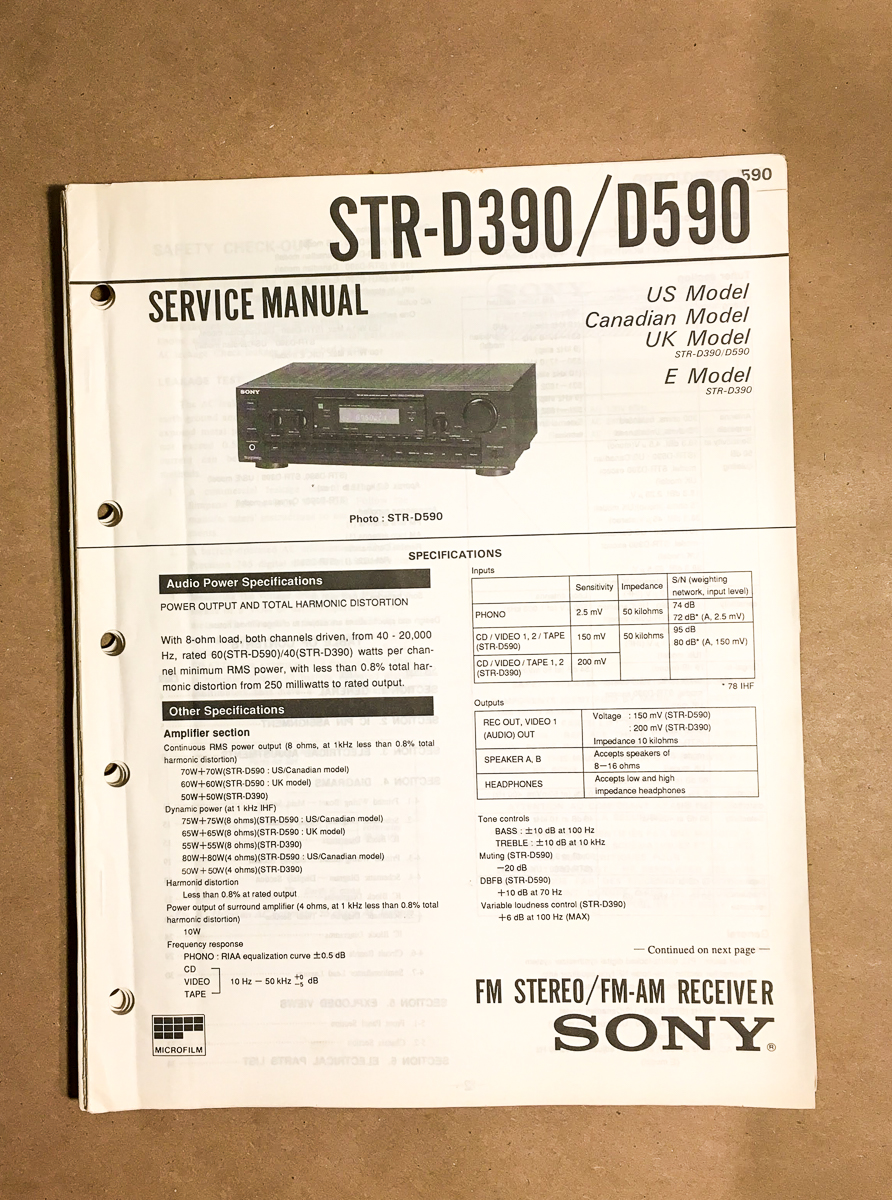 590
STR-D390/D590
SERVICE MANUAL
US Model
Canadian Model
UK Model
STR-D390/D590
E Model
STR-D390
SONY
Photo : STR-D590
SPECIFICATIONS
Audio Power Specifications
POWER OUTPUT AND TOTAL HARMONIC DISTORTION
With 8-ohm load, both channels driven, from 40 - 20,000
Hz, rated 60(STR-D590)/40(STR-D390) watts per chan-
nel minimum RMS power, with less than 0.8% total har-
monic distortion from 250 milliwatts to rated output.
Other Specifications
Amplifier section
Continuous RMS power output (8 ohms, at 1kHz less than 0.8% total
harmonic distortion)
70W+70W(STR-D590 : US/Canadian model)
60W+60W(STR-D590 : UK model)
50W+50W(STR-D390)
Dynamic power (at 1 kHz IHF)
75W+75W(8 ohms)(STR-D590 : US/Canadian model)
65W+65W(8 ohms)(STR-D590 : UK model)
55W+55W(8 ohms)(STR-D390)
80W+80W(4 ohms)(STR-D590 : US/Canadian model)
50W+50W(4 ohms)(STR-D390)
Harmonid distortion
Less than 0.8% at rated output
Power output of surround amplifier (4 ohms, at 1 kHz less than 0.8% total
harmonic distortion)
10W
Frequency response
PHONO : RIAA equalization curve ±0.5 dB
CD
VIDEO 10 Hz — 50 kHz +0 −5 dB
TAPE
MICROFILM
Inputs
Sensitivity Impedance S/N (weighting
network, input level)
PHONO 2.5 mV 50 kilohms 74 dB
72 dB* (A, 2.5 mV)
CD / VIDEO 1, 2 / TAPE 150 mV 50 kilohms 95 dB
(STR-D590) 80 dB* (A, 150 mV)
CD / VIDEO / TAPE 1, 2 200 mV
(STR-D390)
* 78 IHF
Outputs
REC OUT, VIDEO 1 Voltage : 150 mV (STR-D590)
(AUDIO) OUT : 200 mV (STR-D390)
Impedance 10 kilohms
SPEAKER A, B Accepts speakers of
8—16 ohms
HEADPHONES Accepts low and high
impedance headphones
Tone controls
BASS : ±10 dB at 100 Hz
TREBLE : ±10 dB at 10 kHz
Muting (STR-D590)
−20 dB
DBFB (STR-D590)
+10 dB at 70 Hz
Variable loudness control (STR-D390)
+6 dB at 100 Hz (MAX)
— Continued on next page —
FM STEREO/FM-AM RECEIVER
SONY®